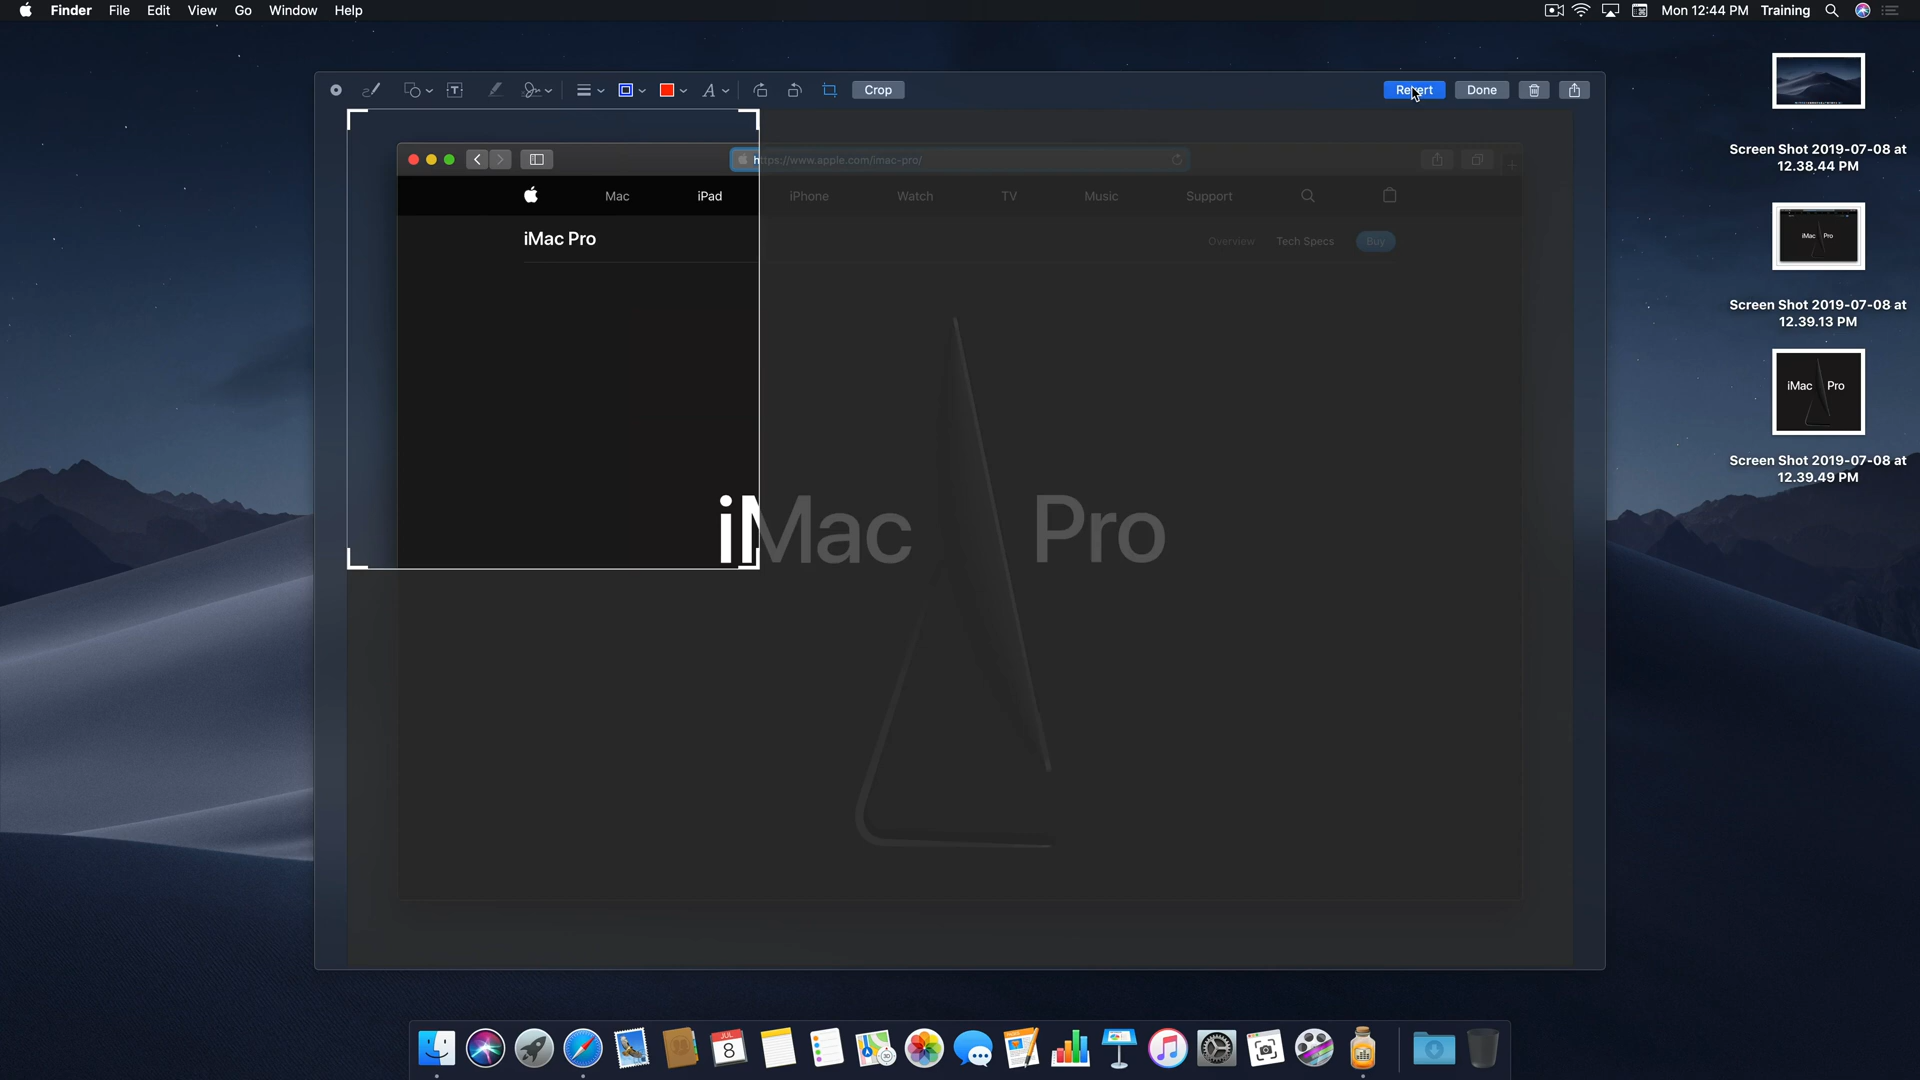 Finder File Edit View Go Window Help
Mon 12:44 PM Training
Crop
Revert Done
https://www.apple.com/imac-pro/
Mac iPad iPhone Watch TV Music Support
iMac Pro
Overview Tech Specs Buy
iMac Pro
Screen Shot 2019-07-08 at
12.38.44 PM
iMac Pro
Screen Shot 2019-07-08 at
12.39.13 PM
iMac Pro
Screen Shot 2019-07-08 at
12.39.49 PM
JUL
8